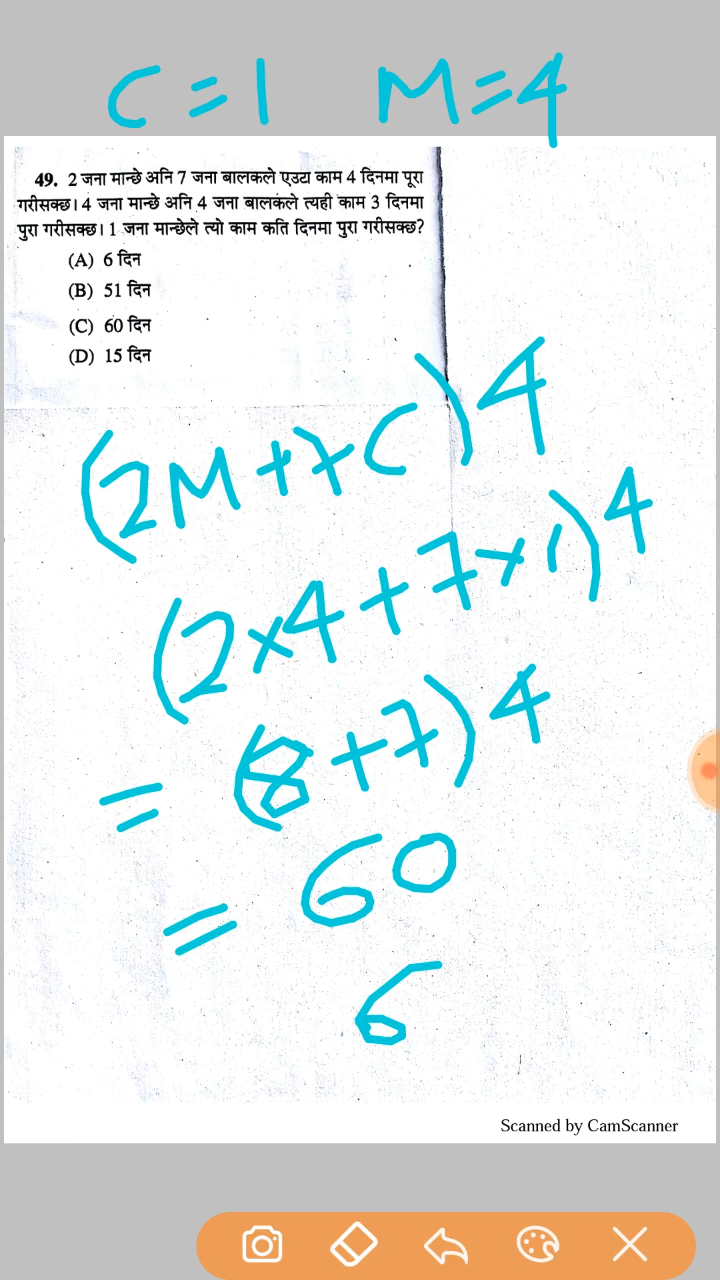 C = 1 M = 4
49. 2 जना मान्छे अनि 7 जना बालकले एउटा काम 4 दिनमा पूरा
गरीसक्छ। 4 जना मान्छे अनि 4 जना बालकले त्यही काम 3 दिनमा
पुरा गरीसक्छ। 1 जना मान्छेले त्यो काम कति दिनमा पुरा गरीसक्छ?
(A) 6 दिन
(B) 51 दिन
(C) 60 दिन
(D) 15 दिन
(2M+7C)4
(2×4+7×1)4
= (8+7)4
= 60
6
Scanned by CamScanner